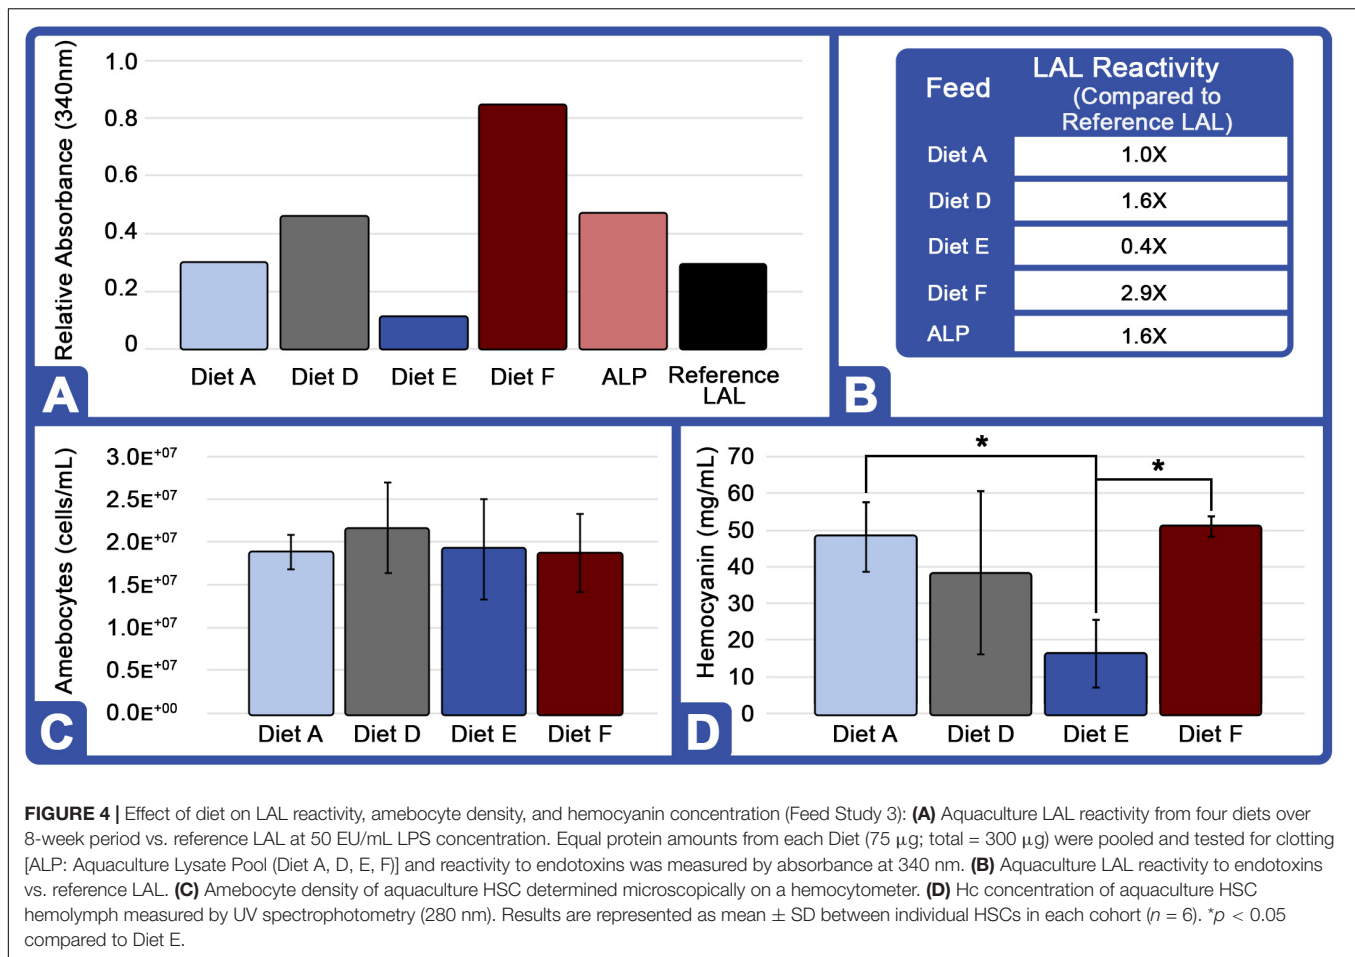 Relative Absorbance (340nm)
1.0
0.8
0.6
0.4
0.2
0
Diet A
Diet D
Diet E
Diet F
ALP
Reference
LAL
A
Feed
LAL Reactivity
(Compared to
Reference LAL)
Diet A 1.0X
Diet D 1.6X
Diet E 0.4X
Diet F 2.9X
ALP 1.6X
B
Amebocytes (cells/mL)
3.0E+07
2.5E+07
2.0E+07
1.5E+07
1.0E+07
0.5E+07
0.0E+00
Diet A
Diet D
Diet E
Diet F
C
Hemocyanin (mg/mL)
70
60
50
40
30
20
10
0
*
*
Diet A
Diet D
Diet E
Diet F
D
FIGURE 4 | Effect of diet on LAL reactivity, amebocyte density, and hemocyanin concentration (Feed Study 3): (A) Aquaculture LAL reactivity from four diets over
8-week period vs. reference LAL at 50 EU/mL LPS concentration. Equal protein amounts from each Diet (75 μg; total = 300 μg) were pooled and tested for clotting
[ALP: Aquaculture Lysate Pool (Diet A, D, E, F)] and reactivity to endotoxins was measured by absorbance at 340 nm. (B) Aquaculture LAL reactivity to endotoxins
vs. reference LAL. (C) Amebocyte density of aquaculture HSC determined microscopically on a hemocytometer. (D) Hc concentration of aquaculture HSC
hemolymph measured by UV spectrophotometry (280 nm). Results are represented as mean ± SD between individual HSCs in each cohort (n = 6). *p < 0.05
compared to Diet E.